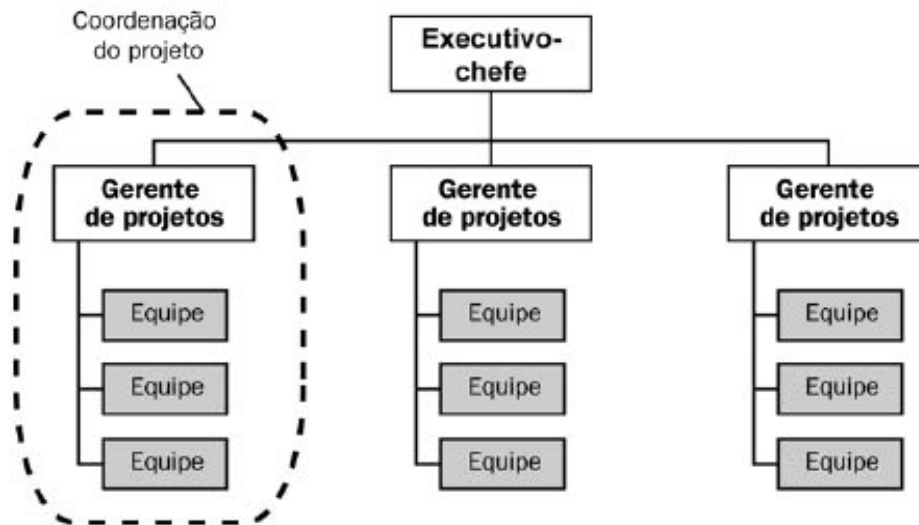 Coordenação
do projeto
Executivo-
chefe
Gerente
de projetos
Gerente
de projetos
Gerente
de projetos
Equipe
Equipe
Equipe
Equipe
Equipe
Equipe
Equipe
Equipe
Equipe